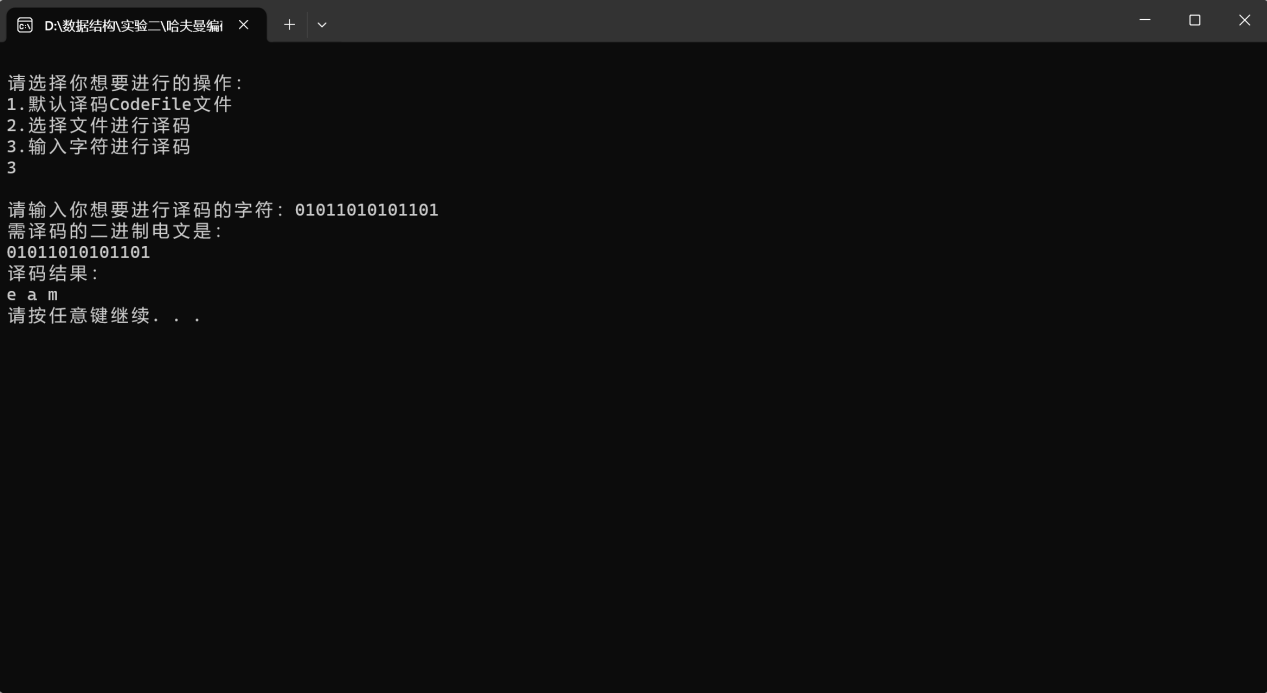 D:\数据结构\实验二\哈夫曼编
请选择你想要进行的操作:
1.默认译码CodeFile文件
2.选择文件进行译码
3.输入字符进行译码
3
请输入你想要进行译码的字符: 01011010101101
需译码的二进制电文是:
01011010101101
译码结果:
e a m
请按任意键继续. . .